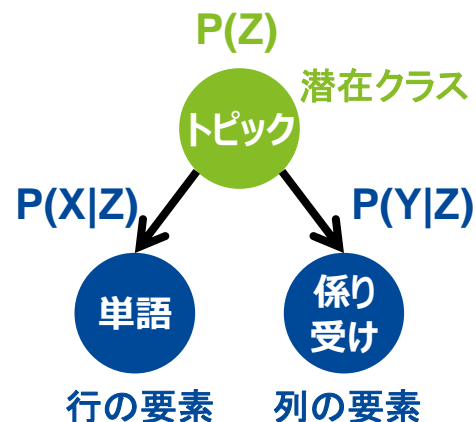 P(Z)
潜在クラス
トピック
P(X|Z)
P(Y|Z)
単語
係り
受け
行の要素
列の要素